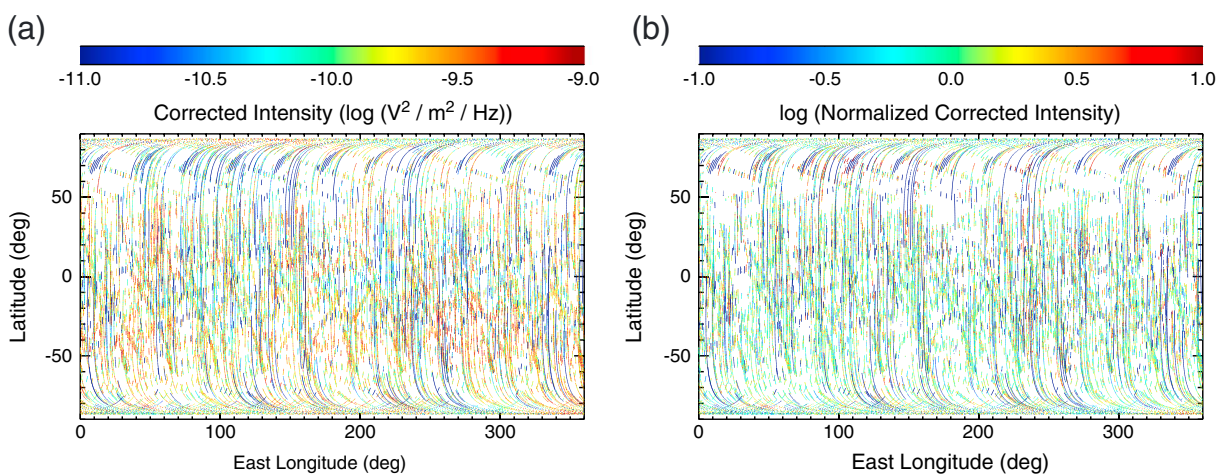 (a)
-11.0 -10.5 -10.0 -9.5 -9.0
Corrected Intensity (log (V² / m² / Hz))
50
0
-50
Latitude (deg)
0 100 200 300
East Longitude (deg)
(b)
-1.0 -0.5 0.0 0.5 1.0
log (Normalized Corrected Intensity)
50
0
-50
Latitude (deg)
0 100 200 300
East Longitude (deg)